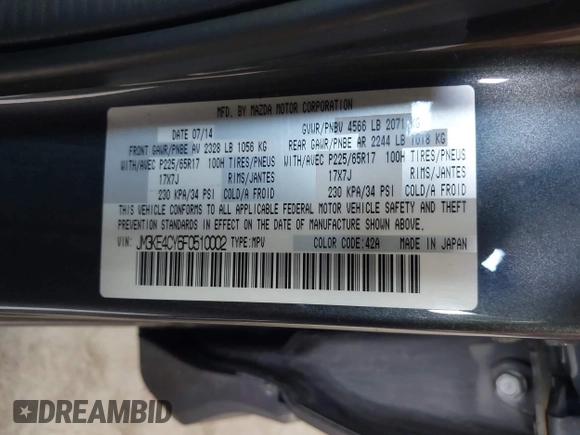 MFD. BY MAZDA MOTOR CORPORATION
DATE 07/14 GVWR/PNBV 4566 LB 2071 KG
FRONT GAWR/PNBE AV 2328 LB 1056 KG REAR GAWR/PNBE AR 2244 LB 1018 KG
WITH/AVEC P225/65R17 100H TIRES/PNEUS WITH/AVEC P225/65R17 100H TIRES/PNEUS
17X7J RIMS/JANTES 17X7J RIMS/JANTES
230 KPA/34 PSI COLD/A FROID 230 KPA/34 PSI COLD/A FROID
THIS VEHICLE CONFORMS TO ALL APPLICABLE FEDERAL MOTOR VEHICLE SAFETY AND THEFT
PREVENTION STANDARDS IN EFFECT ON THE DATE OF MANUFACTURE SHOWN ABOVE.
VIN: JM3KE4CY6F0510002 TYPE:MPV COLOR CODE:42A MADE IN JAPAN
DREAMBID